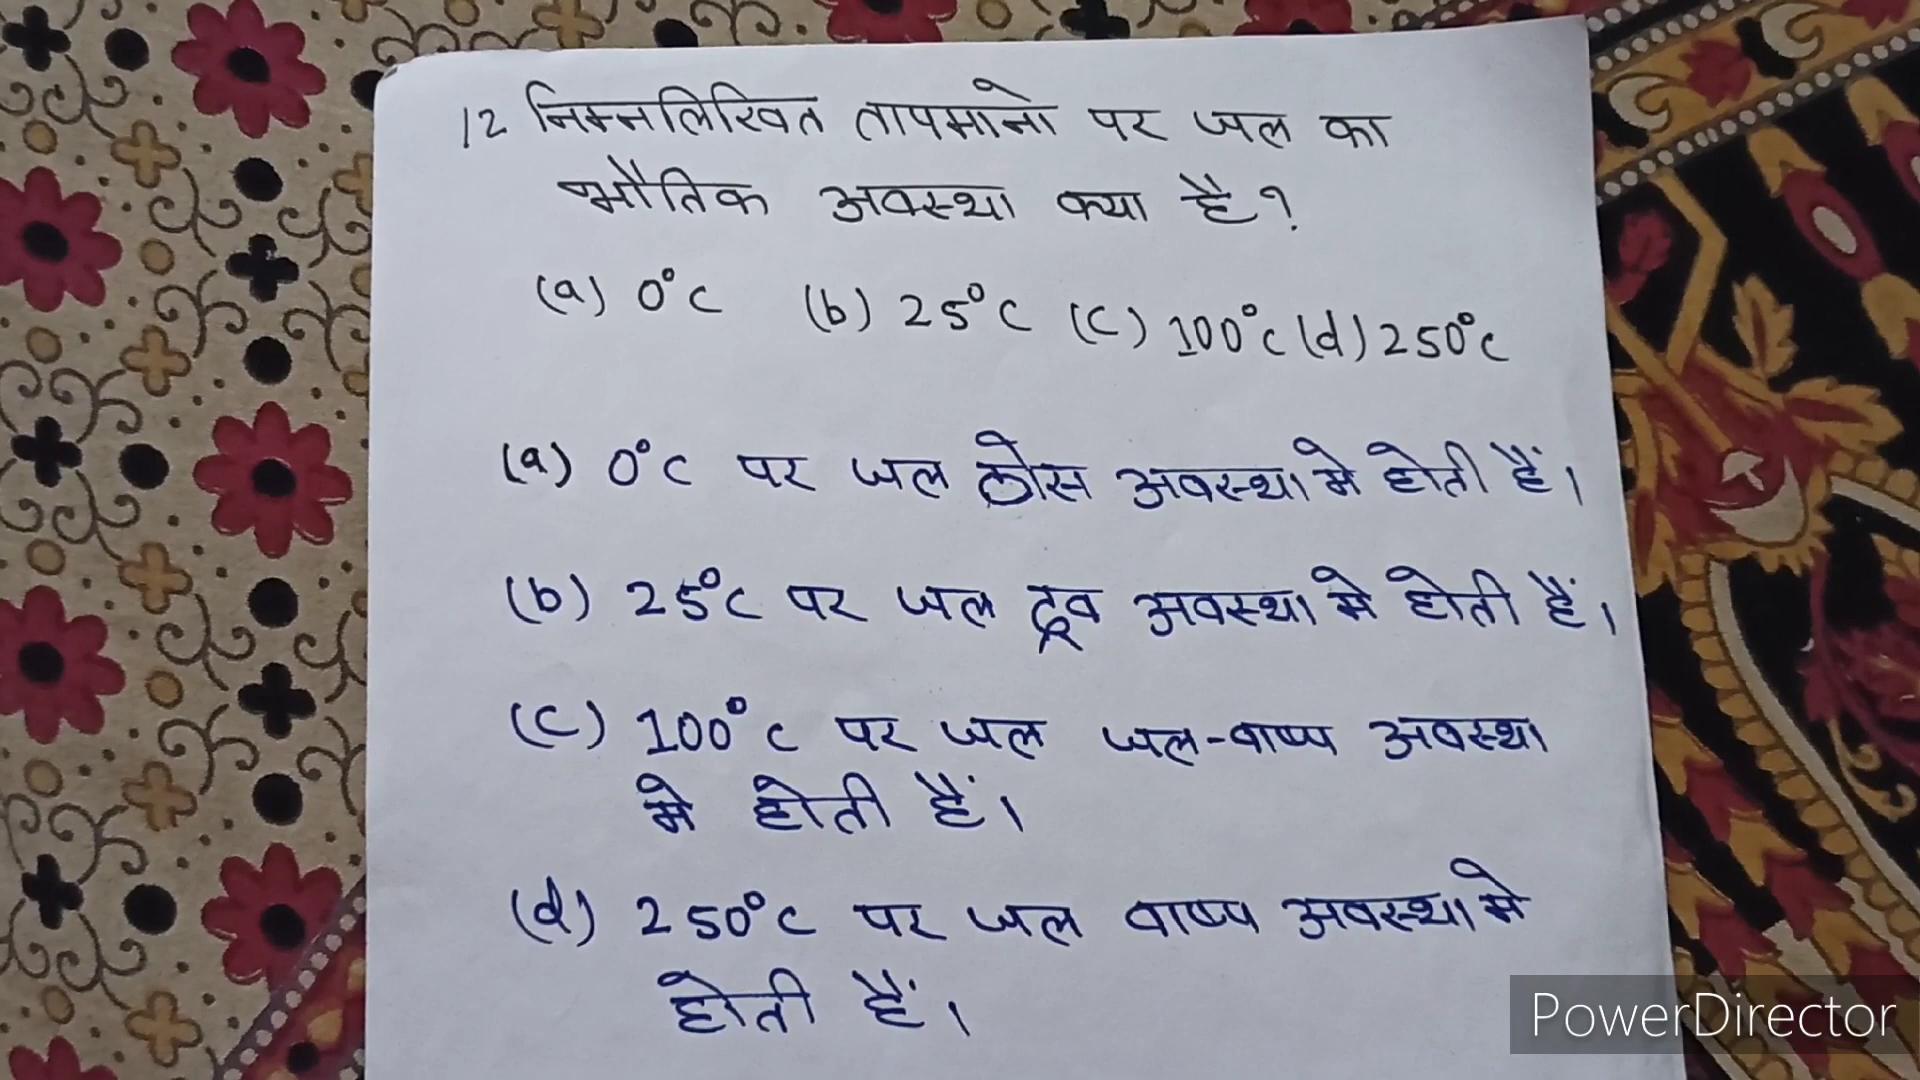 12 निम्नलिखित तापमानो पर जल का
भौतिक अवस्था क्या है?
(a) 0°C (b) 25°C (c) 100°C (d) 250°C
(a) 0°C पर जल ठोस अवस्था मे होती हैं।
(b) 25°C पर जल द्रव अवस्था मे होती हैं।
(c) 100°C पर जल जल-वाष्प अवस्था
मे होती हैं।
(d) 250°C पर जल वाष्प अवस्था मे
होती हैं।
PowerDirector